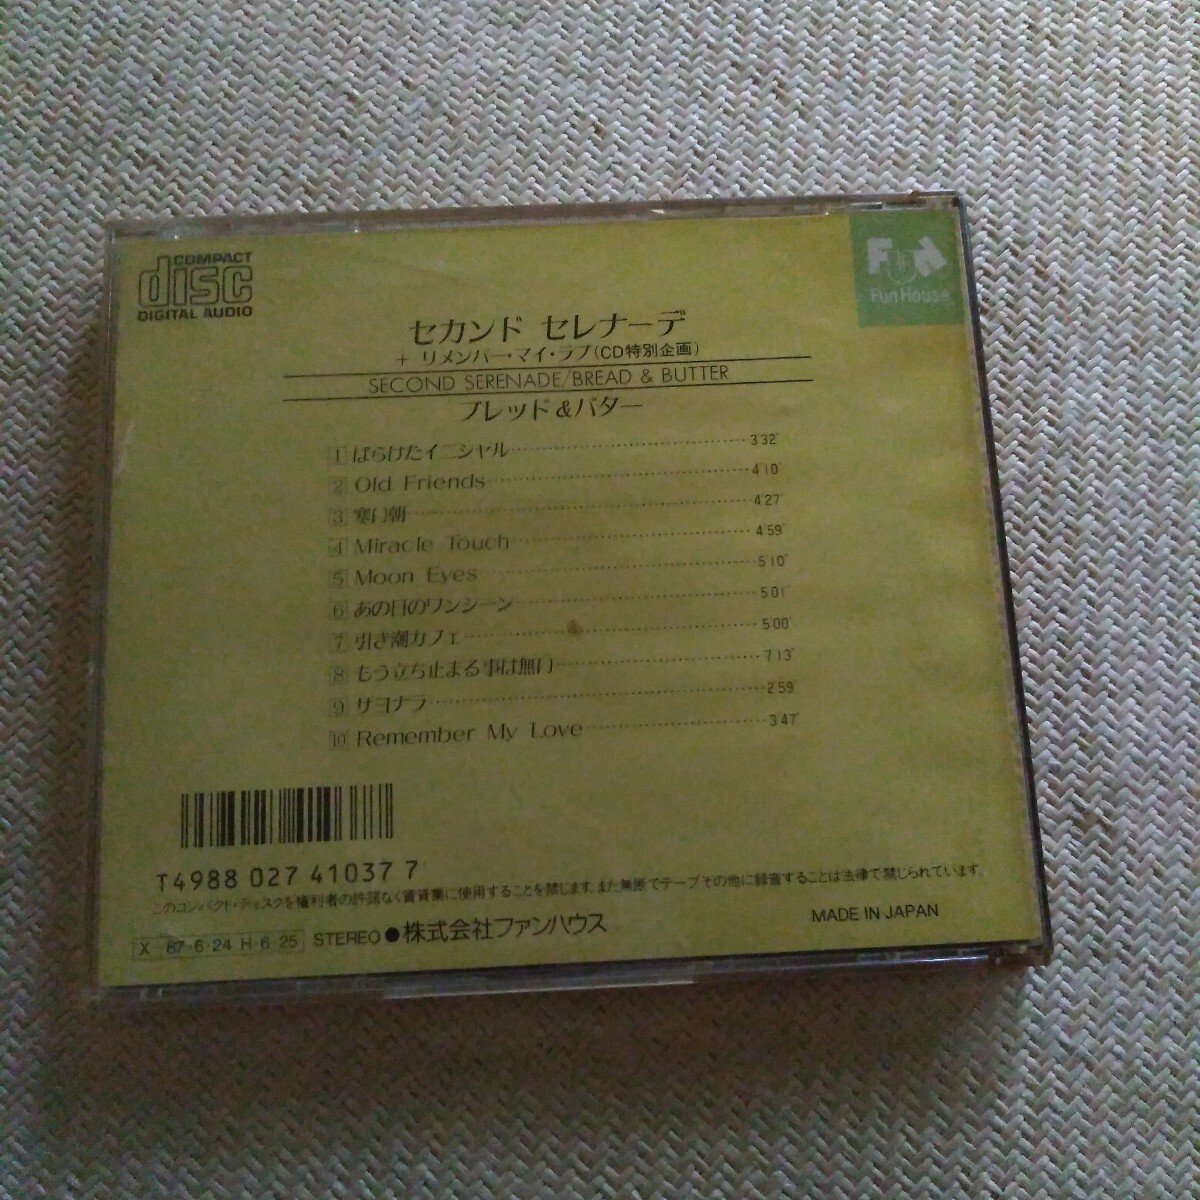 COMPACT
disc
DIGITAL AUDIO
FUN
Fun House
セカンド セレナーデ
+ リメンバー・マイ・ラブ(CD特別企画)
SECOND SERENADE/BREAD & BUTTER
ブレッド&バター
1 ばらけたイニシャル 3'32"
2 Old Friends 4'10"
3 寒い朝 4'27"
4 Miracle Touch 4'59"
5 Moon Eyes 5'10"
6 あの日のワンシーン 5'01"
7 引き潮カフェ 5'00"
8 もう立ち止まる事は無い 7'13"
9 サヨナラ 2'59"
10 Remember My Love 3'47"
T4988 027 41037 7
このコンパクト・ディスクを権利者の許諾なく賃貸業に使用することを禁じます。また無断でテープその他に録音することは法律で禁じられています。
X 87・6・24 H・6・25 STEREO ●株式会社ファンハウス
MADE IN JAPAN